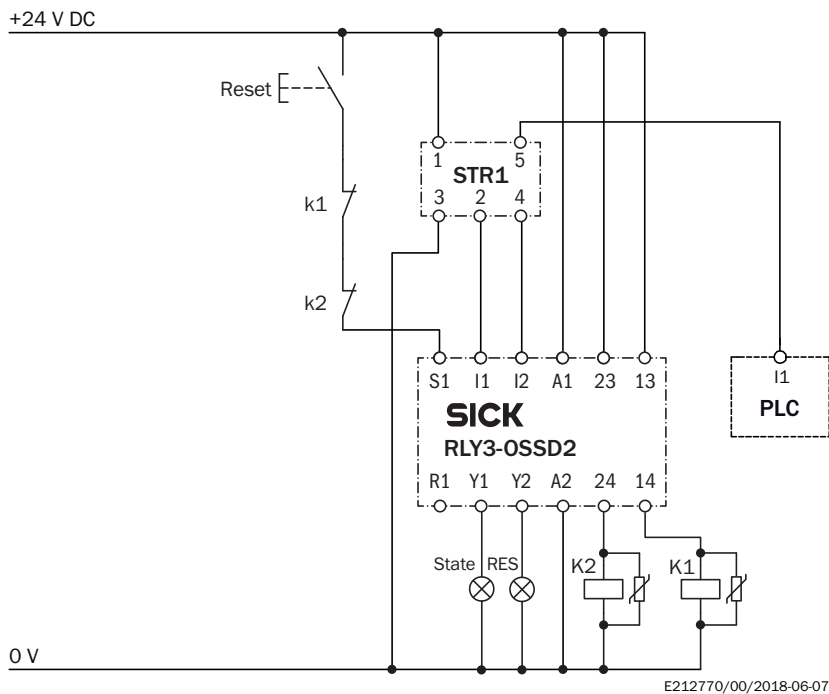 +24 V DC
Reset
1 5
STR1
3 2 4
k1
k2
S1 I1 I2 A1 23 13
I1
PLC
SICK
RLY3-OSSD2
R1 Y1 Y2 A2 24 14
State RES K2 K1
0 V
E212770/00/2018-06-07